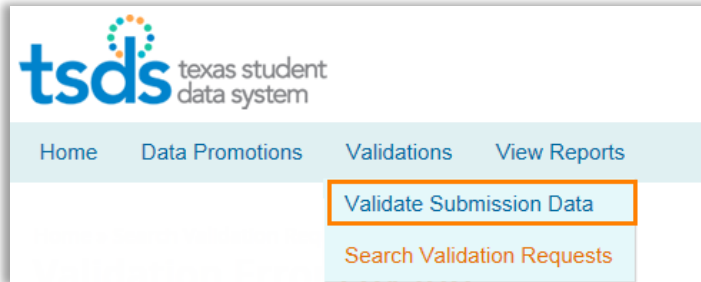 tsds texas student
data system
Home Data Promotions Validations View Reports
Validate Submission Data
Search Validation Requests